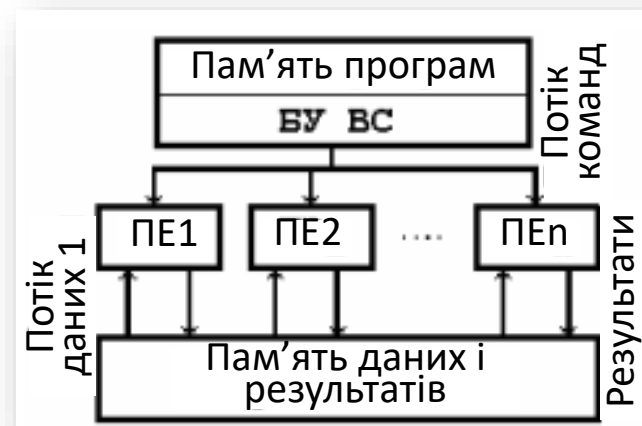 Пам’ять програм
БУ ВС
Потік
команд
ПЕ1
ПЕ2
....
ПЕn
Потік
даних 1
Результати
Пам’ять даних і
результатів